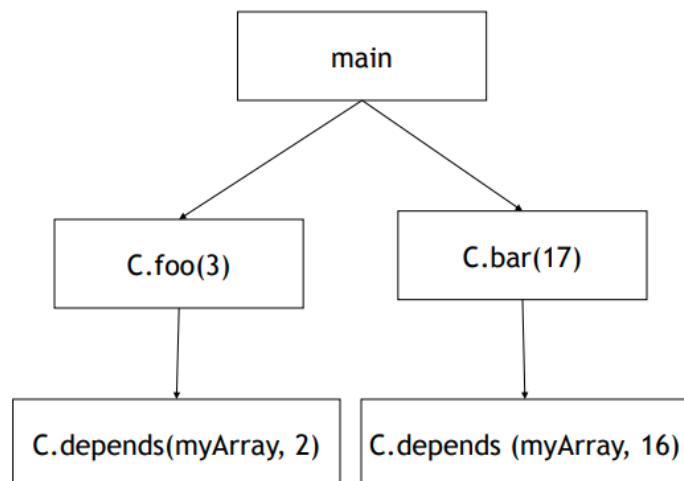 main
C.foo(3)
C.bar(17)
C.depends(myArray, 2)
C.depends (myArray, 16)